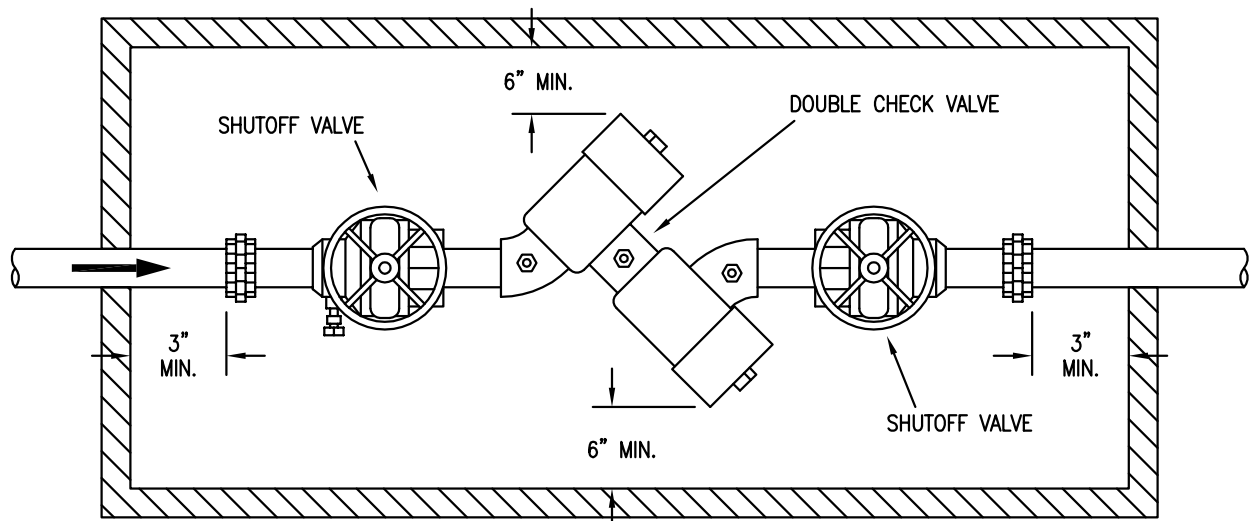 6” MIN.
DOUBLE CHECK VALVE
SHUTOFF VALVE
3”
MIN.
3”
MIN.
SHUTOFF VALVE
6” MIN.